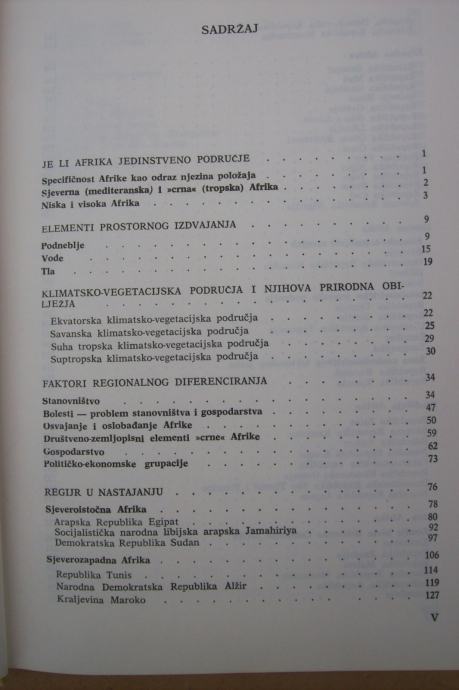 SADRŽAJ
JE LI AFRIKA JEDINSTVENO PODRUČJE . . . . . . . . . 1
Specifičnost Afrike kao odraz njezina položaja . . . . . . . 1
Sjeverna (mediteranska) i »crna« (tropska) Afrika . . . . . . . 2
Niska i visoka Afrika . . . . . . . . . . . . . 3
ELEMENTI PROSTORNOG IZDVAJANJA . . . . . . . . . 9
Podneblje . . . . . . . . . . . . . . . 9
Vode . . . . . . . . . . . . . . . . 15
Tla . . . . . . . . . . . . . . . . 19
KLIMATSKO-VEGETACIJSKA PODRUČJA I NJIHOVA PRIRODNA OBI-
LJEŽJA . . . . . . . . . . . . . . . 22
Ekvatorska klimatsko-vegetacijska područja . . . . . . . . 22
Savanska klimatsko-vegetacijska područja . . . . . . . . 25
Suha tropska klimatsko-vegetacijska područja . . . . . . . 29
Suptropska klimatsko-vegetacijska područja . . . . . . . . 30
FAKTORI REGIONALNOG DIFERENCIRANJA . . . . . . . 34
Stanovništvo . . . . . . . . . . . . . . 34
Bolesti — problem stanovništva i gospodarstva . . . . . . . 47
Osvajanje i oslobađanje Afrike . . . . . . . . . . 50
Društveno-zemljopisni elementi »crne« Afrike . . . . . . . 59
Gospodarstvo . . . . . . . . . . . . . . 62
Političko-ekonomske grupacije . . . . . . . . . . 73
REGIJE U NASTAJANJU . . . . . . . . . . . . 76
Sjeveroistočna Afrika . . . . . . . . . . . . 78
Arapska Republika Egipat . . . . . . . . . . . 80
Socijalistička narodna libijska arapska Jamahiriya . . . . . . 92
Demokratska Republika Sudan . . . . . . . . . . 97
Sjeverozapadna Afrika . . . . . . . . . . . . 106
Republika Tunis . . . . . . . . . . . . . 114
Narodna Demokratska Republika Alžir . . . . . . . . 119
Kraljevina Maroko . . . . . . . . . . . . . 127
V